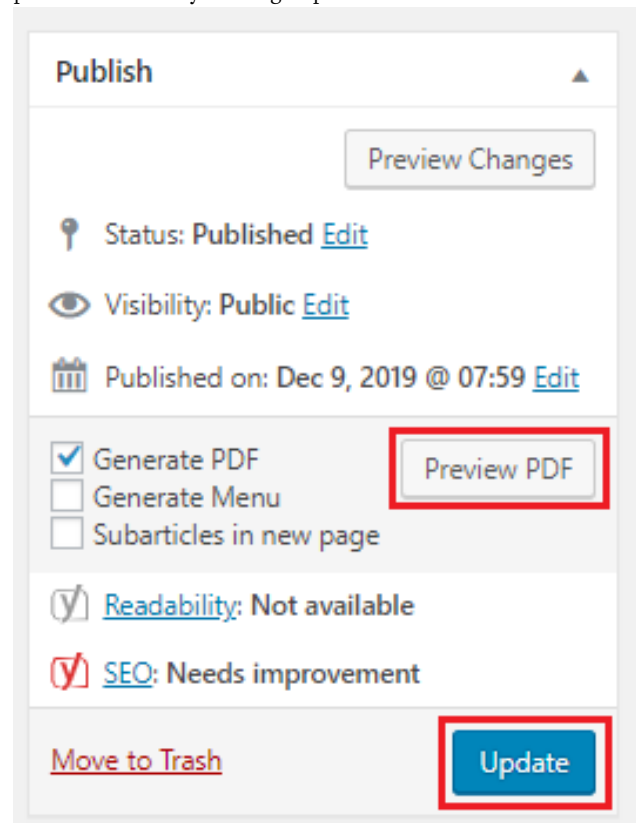 Publish
Preview Changes
Status: Published Edit
Visibility: Public Edit
Published on: Dec 9, 2019 @ 07:59 Edit
Generate PDF
Preview PDF
Generate Menu
Subarticles in new page
Readability: Not available
SEO: Needs improvement
Move to Trash
Update